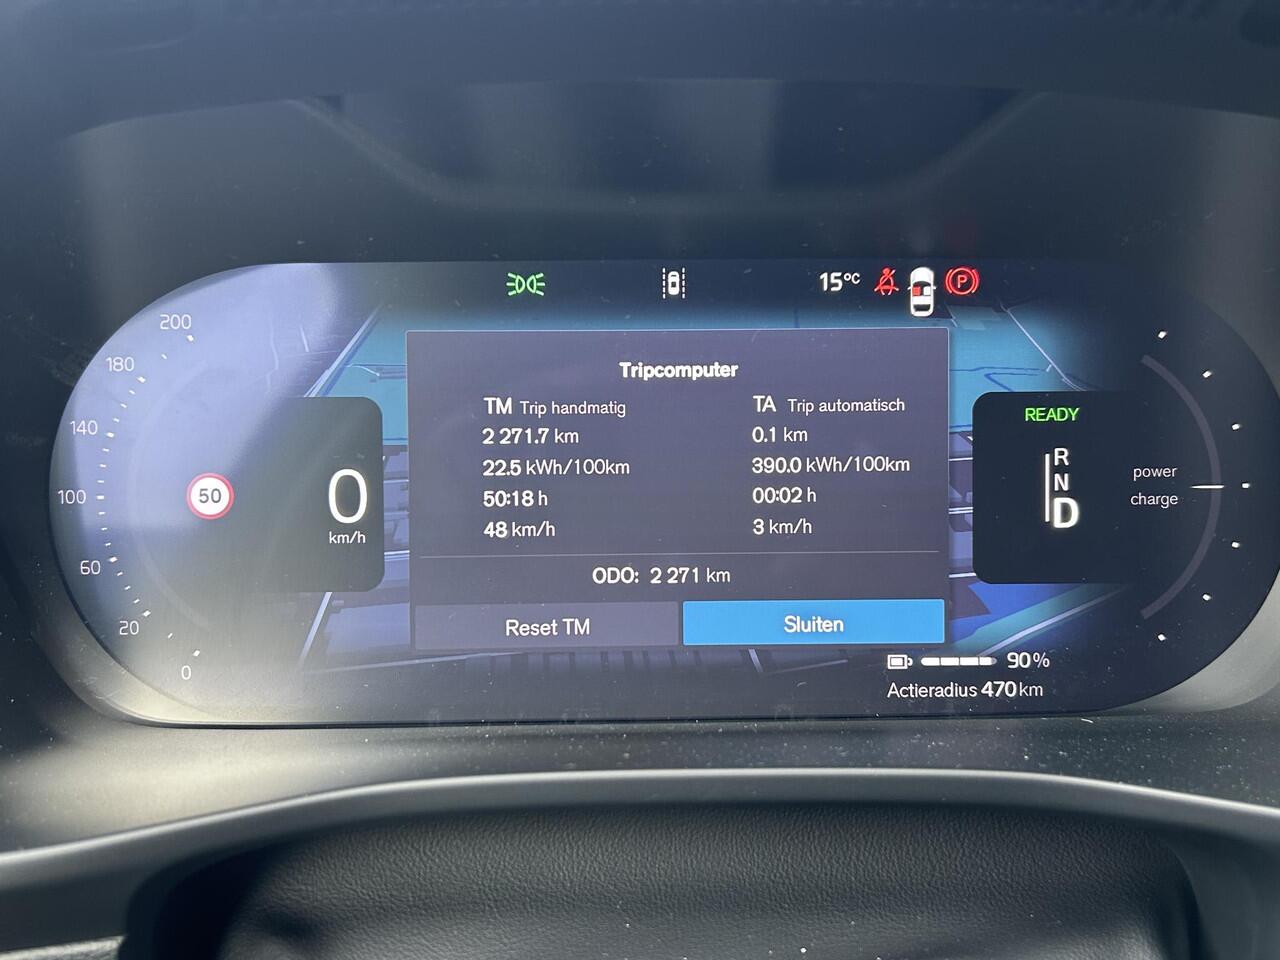 15°C
P
200
180
140
100
60
20
0
50
0
km/h
Tripcomputer
TM Trip handmatig
2 271.7 km
22.5 kWh/100km
50:18 h
48 km/h
TA Trip automatisch
0.1 km
390.0 kWh/100km
00:02 h
3 km/h
ODO: 2 271 km
Reset TM
Sluiten
READY
R
N
D
power
charge
90%
Actieradius 470 km